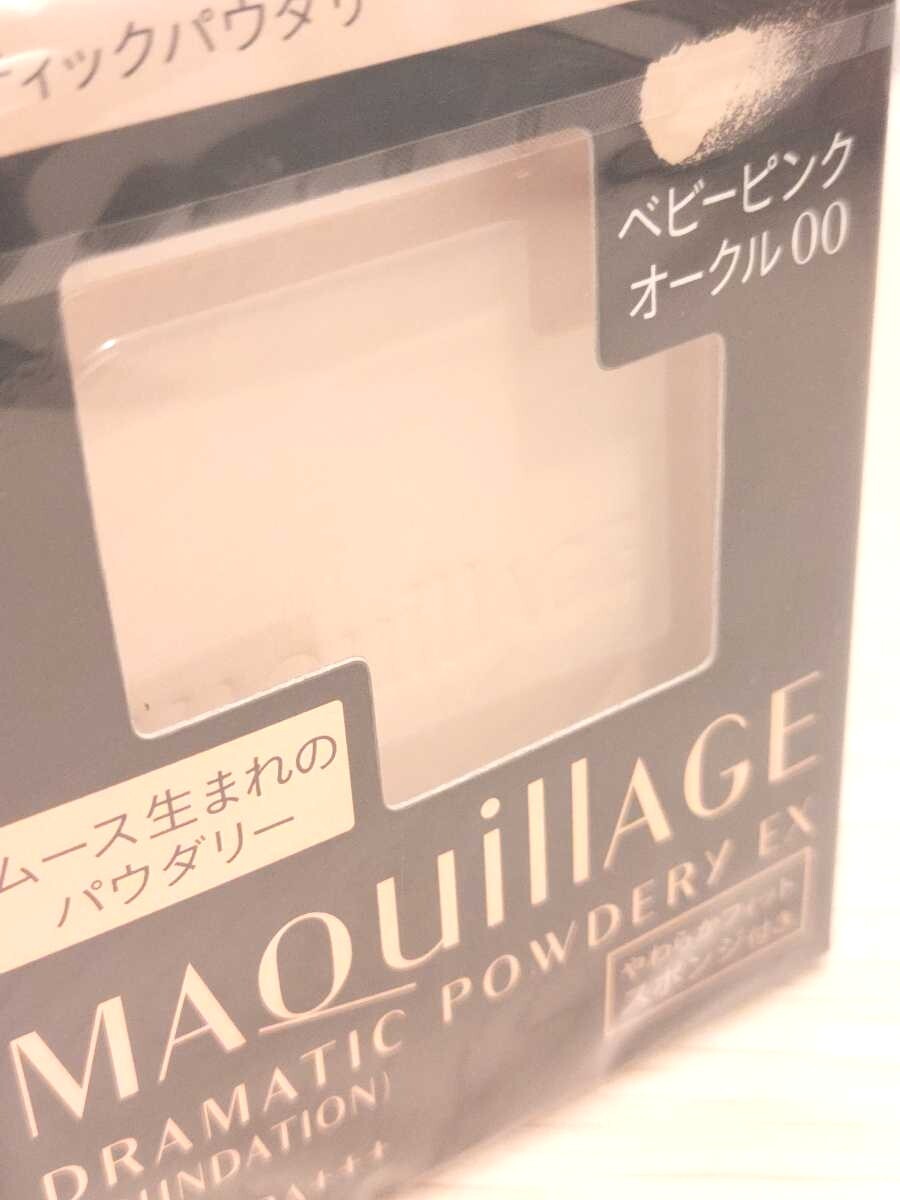 ティックパウダリー
ベビーピンク
オークル00
ムース生まれの
パウダリー
MAQuillAGE
DRAMATIC POWDERY EX
UNDATION)
PA+++
やわらかフィット
スポンジ付き